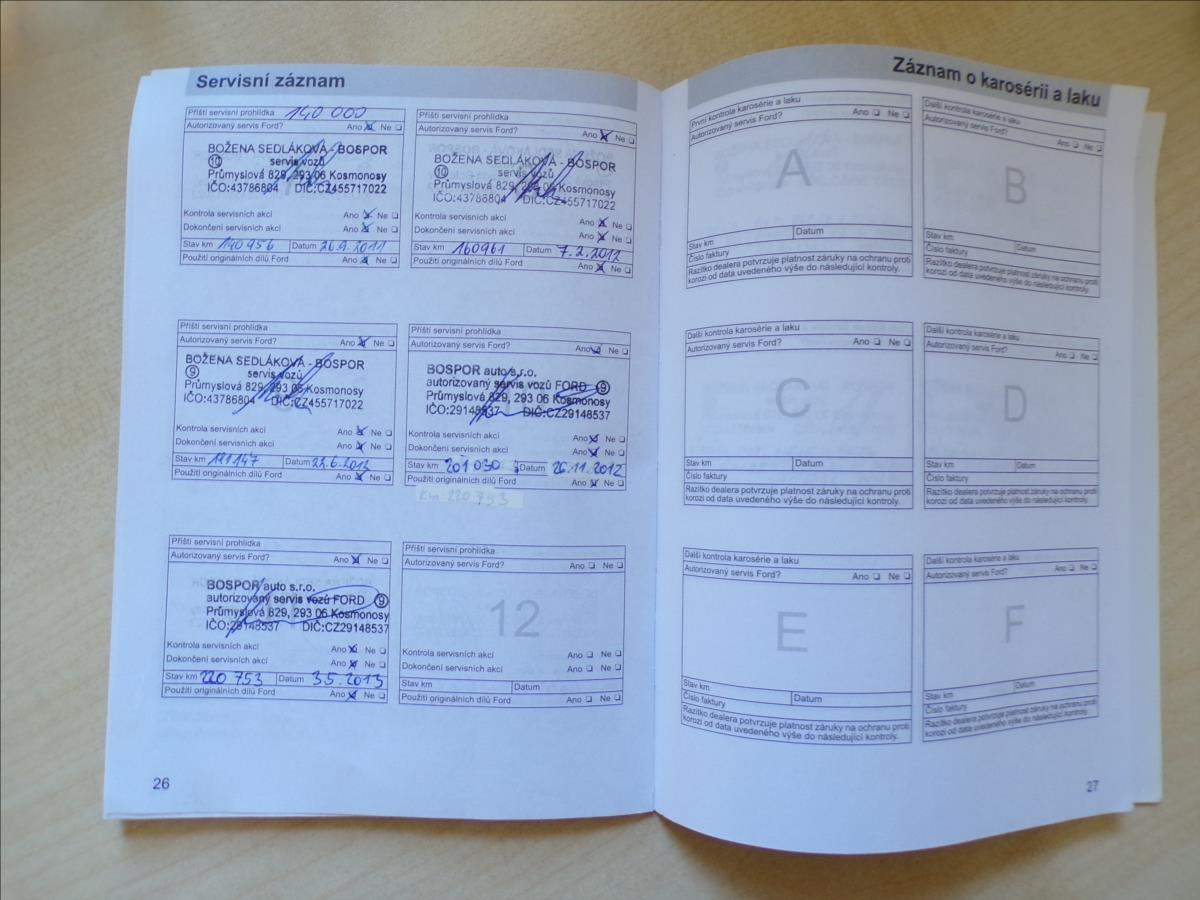 Servisní záznam
Příští servisní prohlídka 140 000
Autorizovaný servis Ford? Ano ☒ Ne ❑
BOŽENA SEDLÁKOVÁ - BOSPOR
⑩ servis vozů
Průmyslová 829, 293 06 Kosmonosy
IČO:43786804 DIČ:CZ455717022
Kontrola servisních akcí Ano ☒ Ne ❑
Dokončení servisních akcí Ano ☒ Ne ❑
Stav km 140956 Datum 26.9.2011
Použití originálních dílů Ford Ano ☒ Ne ❑
Příští servisní prohlídka
Autorizovaný servis Ford? Ano ☒ Ne ❑
BOŽENA SEDLÁKOVÁ - BOSPOR
⑩ servis vozů
Průmyslová 829, 293 06 Kosmonosy
IČO:43786804 DIČ:CZ455717022
Kontrola servisních akcí Ano ☒ Ne ❑
Dokončení servisních akcí Ano ☒ Ne ❑
Stav km 160961 Datum 7.2.2012
Použití originálních dílů Ford Ano ☒ Ne ❑
Příští servisní prohlídka
Autorizovaný servis Ford? Ano ☒ Ne ❑
BOŽENA SEDLÁKOVÁ - BOSPOR
⑨ servis vozů
Průmyslová 829, 293 06 Kosmonosy
IČO:43786804 DIČ:CZ455717022
Kontrola servisních akcí Ano ☒ Ne ❑
Dokončení servisních akcí Ano ☒ Ne ❑
Stav km Datum
Použití originálních dílů Ford Ano ☒ Ne ❑
Příští servisní prohlídka
Autorizovaný servis Ford? Ano ☒ Ne ❑
BOSPOR auto s.r.o.
autorizovaný servis vozů FORD ⑨
Průmyslová 829, 293 06 Kosmonosy
IČO:29148537 DIČ:CZ29148537
Kontrola servisních akcí Ano ☒ Ne ❑
Dokončení servisních akcí Ano ☒ Ne ❑
Stav km 201 030 Datum 26.11.2012
Použití originálních dílů Ford Ano ☒ Ne ❑
Km 220 753
Příští servisní prohlídka
Autorizovaný servis Ford? Ano ☒ Ne ❑
BOSPOR auto s.r.o.
autorizovaný servis vozů FORD ⑨
Průmyslová 829, 293 06 Kosmonosy
IČO:29148537 DIČ:CZ29148537
Kontrola servisních akcí Ano ☒ Ne ❑
Dokončení servisních akcí Ano ☒ Ne ❑
Stav km 220 753 Datum 3.5.2013
Použití originálních dílů Ford Ano ☒ Ne ❑
Příští servisní prohlídka
Autorizovaný servis Ford? Ano ❑ Ne ❑
12
Kontrola servisních akcí Ano ❑ Ne ❑
Dokončení servisních akcí Ano ❑ Ne ❑
Stav km Datum
Použití originálních dílů Ford Ano ❑ Ne ❑
26
Záznam o karosérii a laku
První kontrola karosérie a laku
Autorizovaný servis Ford? Ano ❑ Ne ❑
A
Stav km Datum
Číslo faktury
Razítko dealera potvrzuje platnost záruky na ochranu proti
korozi od data uvedeného výše do následující kontroly.
Další kontrola karosérie a laku
Autorizovaný servis Ford? Ano ❑ Ne ❑
B
Stav km Datum
Číslo faktury
Razítko dealera potvrzuje platnost záruky na ochranu proti
korozi od data uvedeného výše do následující kontroly.
Další kontrola karosérie a laku
Autorizovaný servis Ford? Ano ❑ Ne ❑
C
Stav km Datum
Číslo faktury
Razítko dealera potvrzuje platnost záruky na ochranu proti
korozi od data uvedeného výše do následující kontroly.
Další kontrola karosérie a laku
Autorizovaný servis Ford? Ano ❑ Ne ❑
D
Stav km Datum
Číslo faktury
Razítko dealera potvrzuje platnost záruky na ochranu proti
korozi od data uvedeného výše do následující kontroly.
Další kontrola karosérie a laku
Autorizovaný servis Ford? Ano ❑ Ne ❑
E
Stav km Datum
Číslo faktury
Razítko dealera potvrzuje platnost záruky na ochranu proti
korozi od data uvedeného výše do následující kontroly.
Další kontrola karosérie a laku
Autorizovaný servis Ford? Ano ❑ Ne ❑
F
Stav km Datum
Číslo faktury
Razítko dealera potvrzuje platnost záruky na ochranu proti
korozi od data uvedeného výše do následující kontroly.
27